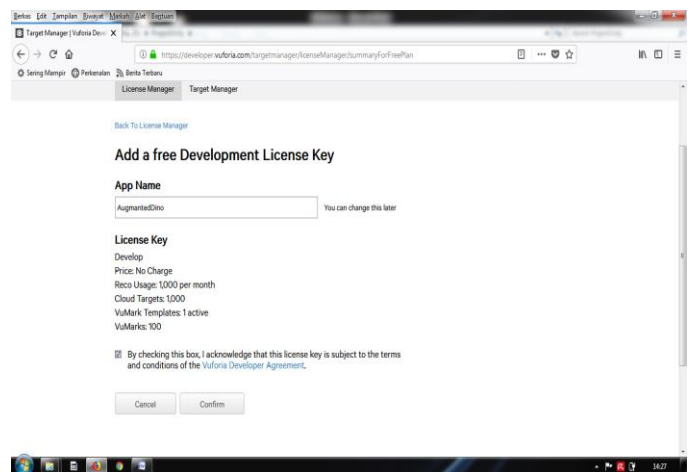 Berkas Edit Tampilan Riwayat Markah Alat Bantuan
Target Manager | Vuforia Dev
https://developer.vuforia.com/targetmanager/licenseManager/summaryForFreePlan
Sering Mampir Perkenalan Berita Terbaru
License Manager Target Manager
Back To License Manager
Add a free Development License Key
App Name
AugmantedDino You can change this later
License Key
Develop
Price: No Charge
Reco Usage: 1,000 per month
Cloud Targets: 1,000
VuMark Templates: 1 active
VuMarks: 100
By checking this box, I acknowledge that this license key is subject to the terms
and conditions of the Vuforia Developer Agreement.
Cancel Confirm
14:27